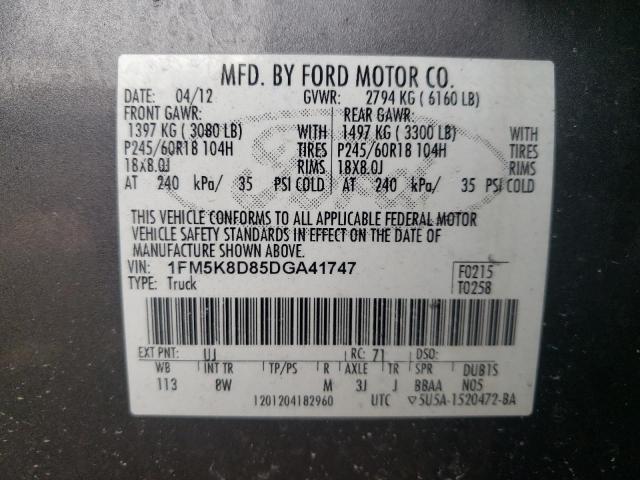 MFD. BY FORD MOTOR CO.
DATE: 04/12 GVWR: 2794 KG ( 6160 LB)
FRONT GAWR: REAR GAWR:
1397 KG ( 3080 LB) WITH 1497 KG ( 3300 LB) WITH
P245/60R18 104H TIRES P245/60R18 104H TIRES
18X8.0J RIMS 18X8.0J RIMS
AT 240 kPa/ 35 PSI COLD AT 240 kPa/ 35 PSI COLD
THIS VEHICLE CONFORMS TO ALL APPLICABLE FEDERAL MOTOR
VEHICLE SAFETY STANDARDS IN EFFECT ON THE DATE OF
MANUFACTURE SHOWN ABOVE.
VIN: 1FM5K8D85DGA41747 F0215
TYPE: Truck T0258
EXT PNT: UJ RC: 71 DSO:
WB INT TR TP/PS R AXLE TR SPR DUB1S
113 8W M 3J J BBAA N05
1201204182960 UTC ▽5U5A-1520472-BA